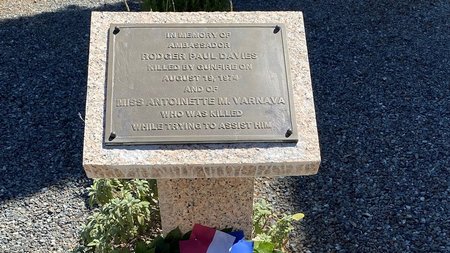 IN MEMORY OF
AMBASSADOR
RODGER PAUL DAVIES
KILLED BY GUNFIRE ON
AUGUST 19, 1974
AND OF
MISS ANTOINETTE M. VARNAVA
WHO WAS KILLED
WHILE TRYING TO ASSIST HIM